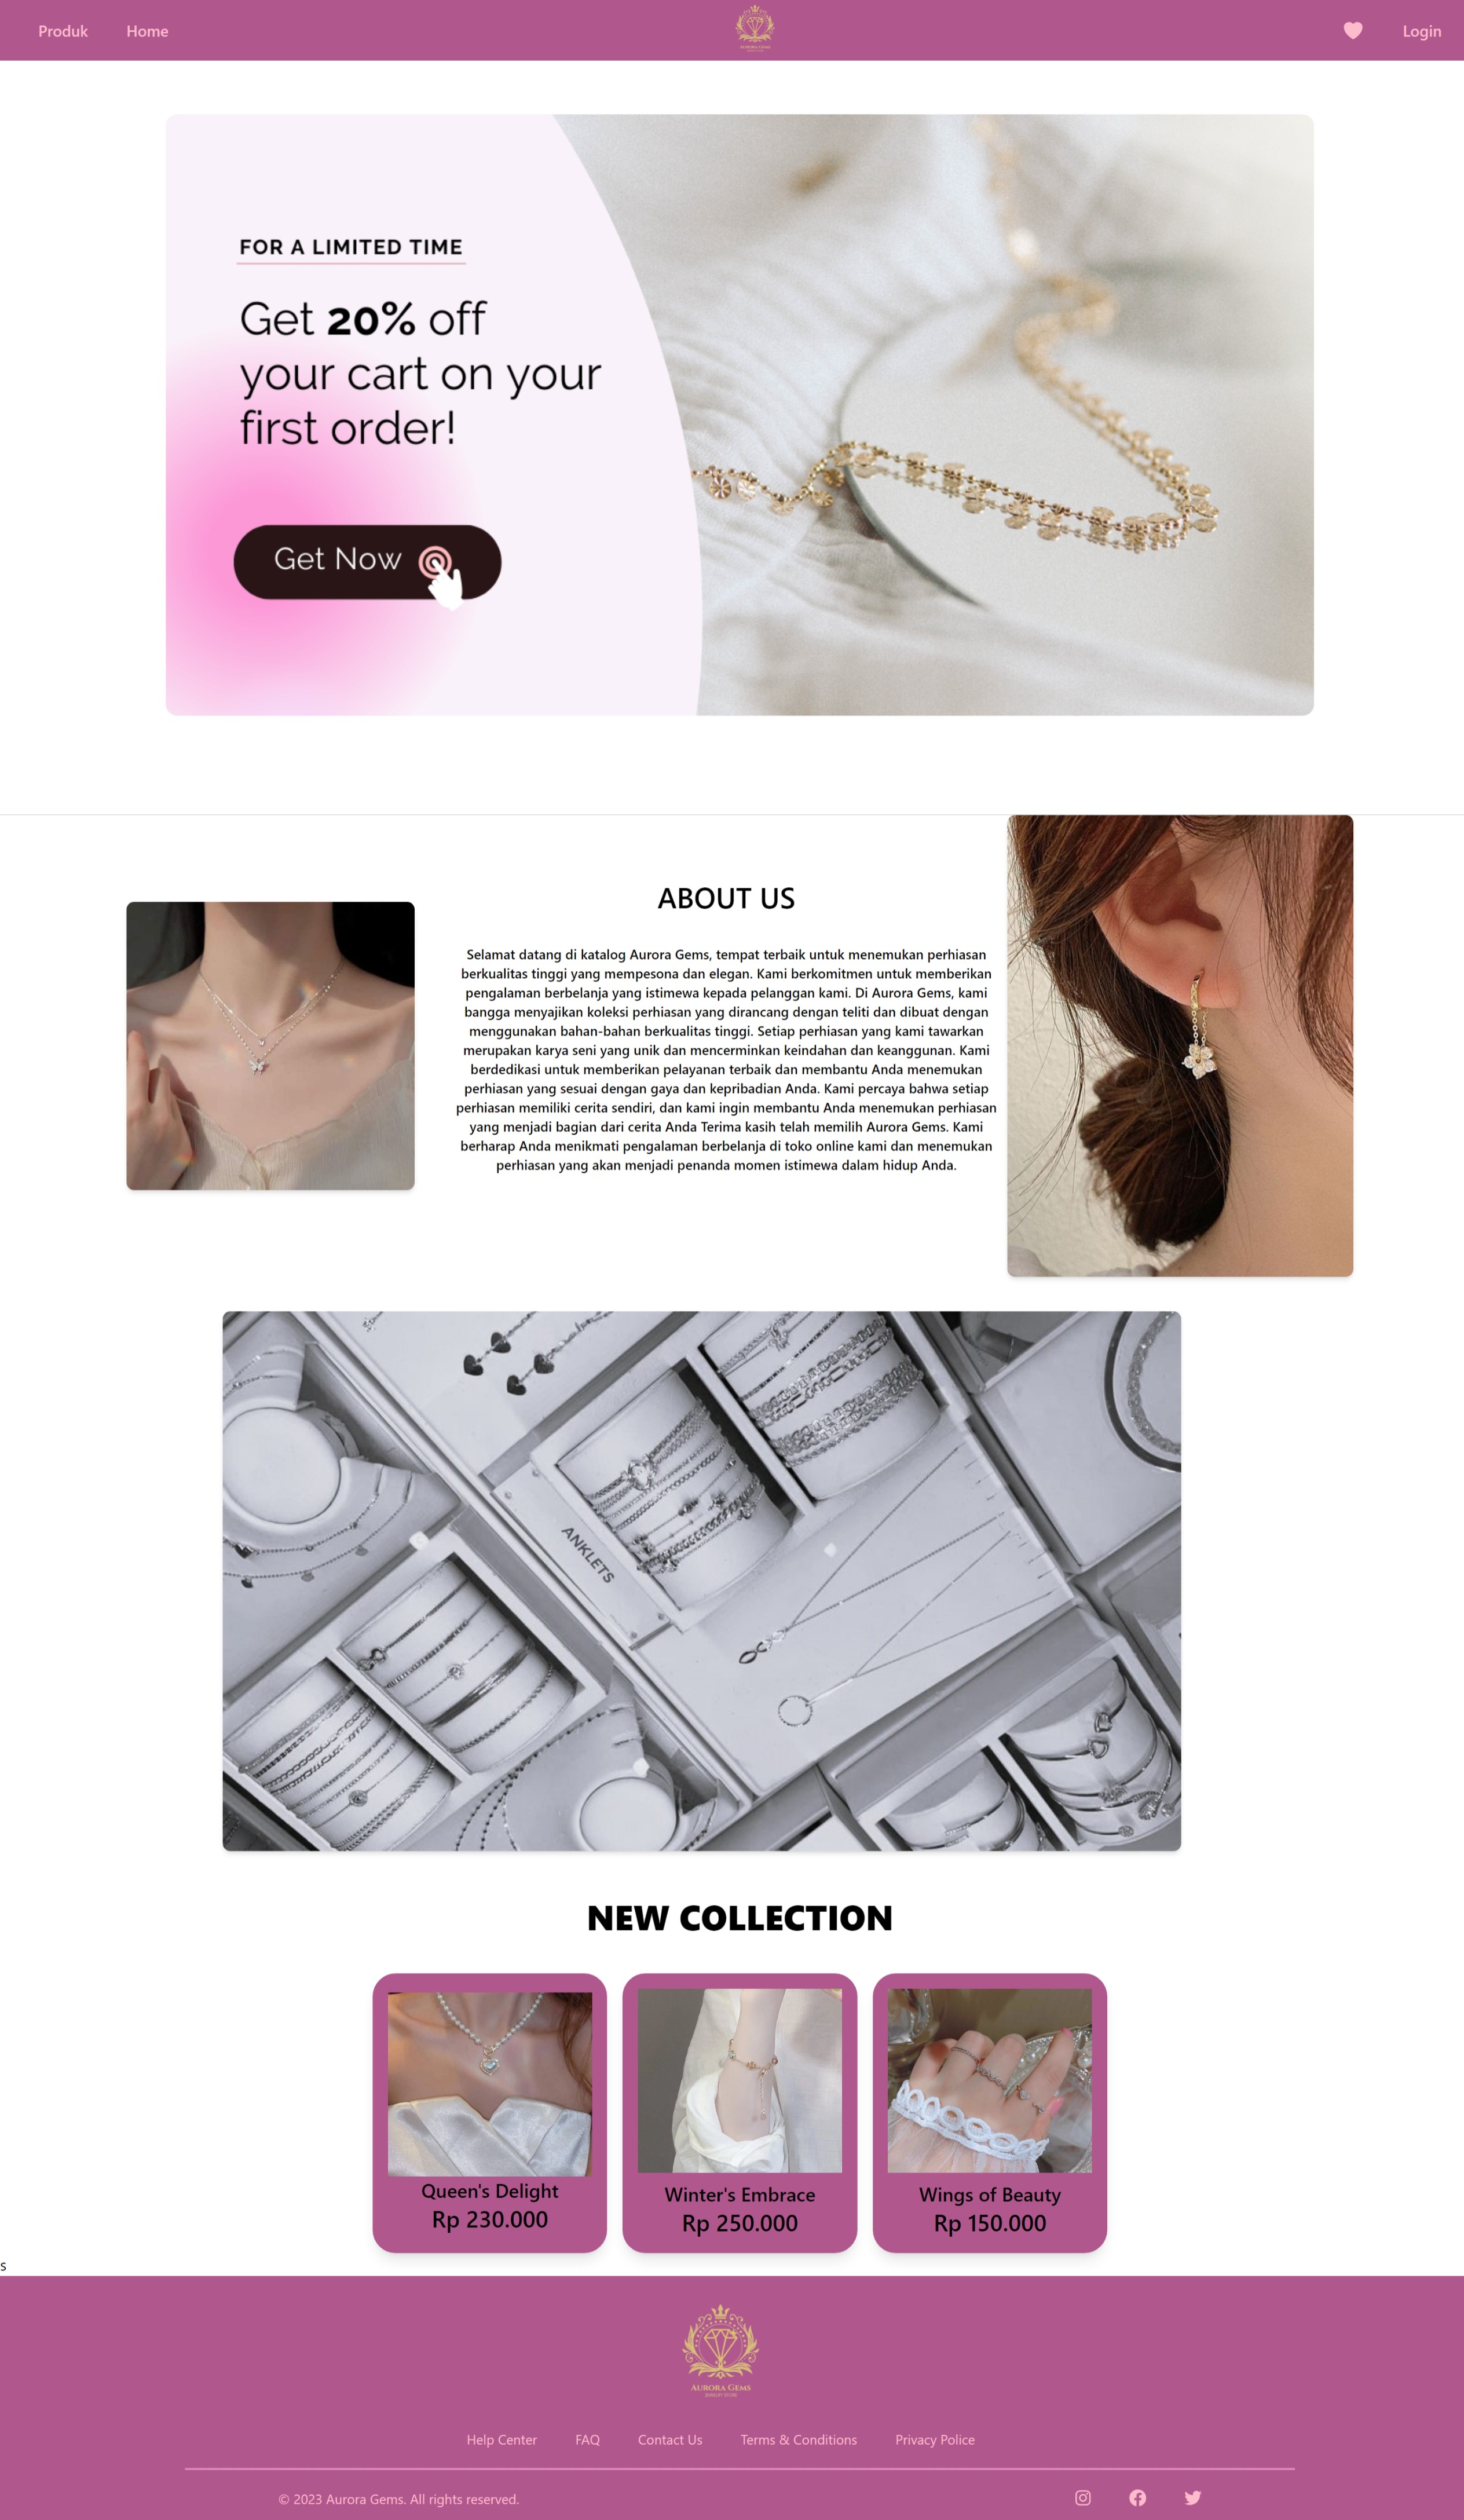 Produk
Home
AURORA GEMS
Login
FOR A LIMITED TIME
Get 20% off
your cart on your
first order!
Get Now
ABOUT US
Selamat datang di katalog Aurora Gems, tempat terbaik untuk menemukan perhiasan
berkualitas tinggi yang mempesona dan elegan. Kami berkomitmen untuk memberikan
pengalaman berbelanja yang istimewa kepada pelanggan kami. Di Aurora Gems, kami
bangga menyajikan koleksi perhiasan yang dirancang dengan teliti dan dibuat dengan
menggunakan bahan-bahan berkualitas tinggi. Setiap perhiasan yang kami tawarkan
merupakan karya seni yang unik dan mencerminkan keindahan dan keanggunan. Kami
berdedikasi untuk memberikan pelayanan terbaik dan membantu Anda menemukan
perhiasan yang sesuai dengan gaya dan kepribadian Anda. Kami percaya bahwa setiap
perhiasan memiliki cerita sendiri, dan kami ingin membantu Anda menemukan perhiasan
yang menjadi bagian dari cerita Anda Terima kasih telah memilih Aurora Gems. Kami
berharap Anda menikmati pengalaman berbelanja di toko online kami dan menemukan
perhiasan yang akan menjadi penanda momen istimewa dalam hidup Anda.
ANKLETS
NEW COLLECTION
Queen's Delight
Rp 230.000
Winter's Embrace
Rp 250.000
Wings of Beauty
Rp 150.000
s
AURORA GEMS
JEWELRY STORE
Help Center
FAQ
Contact Us
Terms & Conditions
Privacy Police
© 2023 Aurora Gems. All rights reserved.